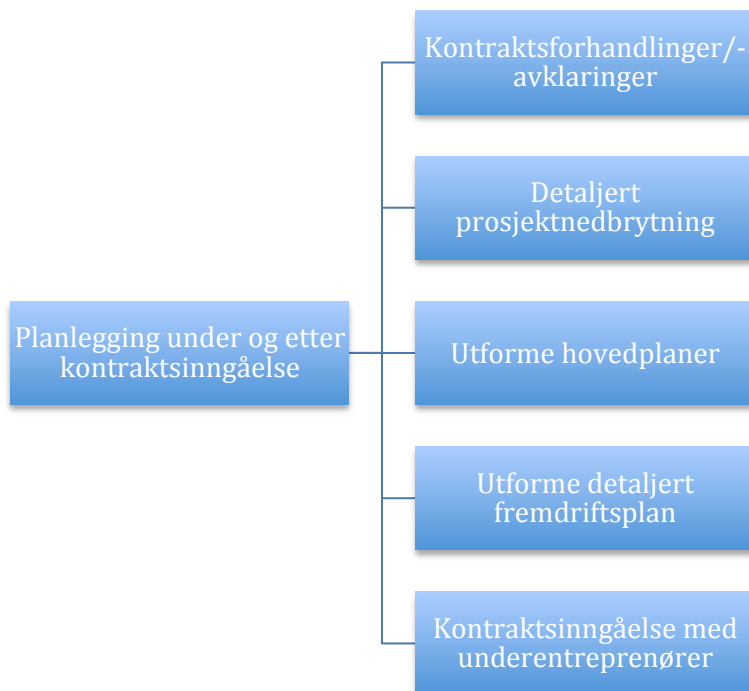 Kontraktsforhandlinger/-
avklaringer
Detaljert
prosjektnedbrytning
Planlegging under og etter
kontraktsinngåelse
Utforme hovedplaner
Utforme detaljert
fremdriftsplan
Kontraktsinngåelse med
underentreprenører